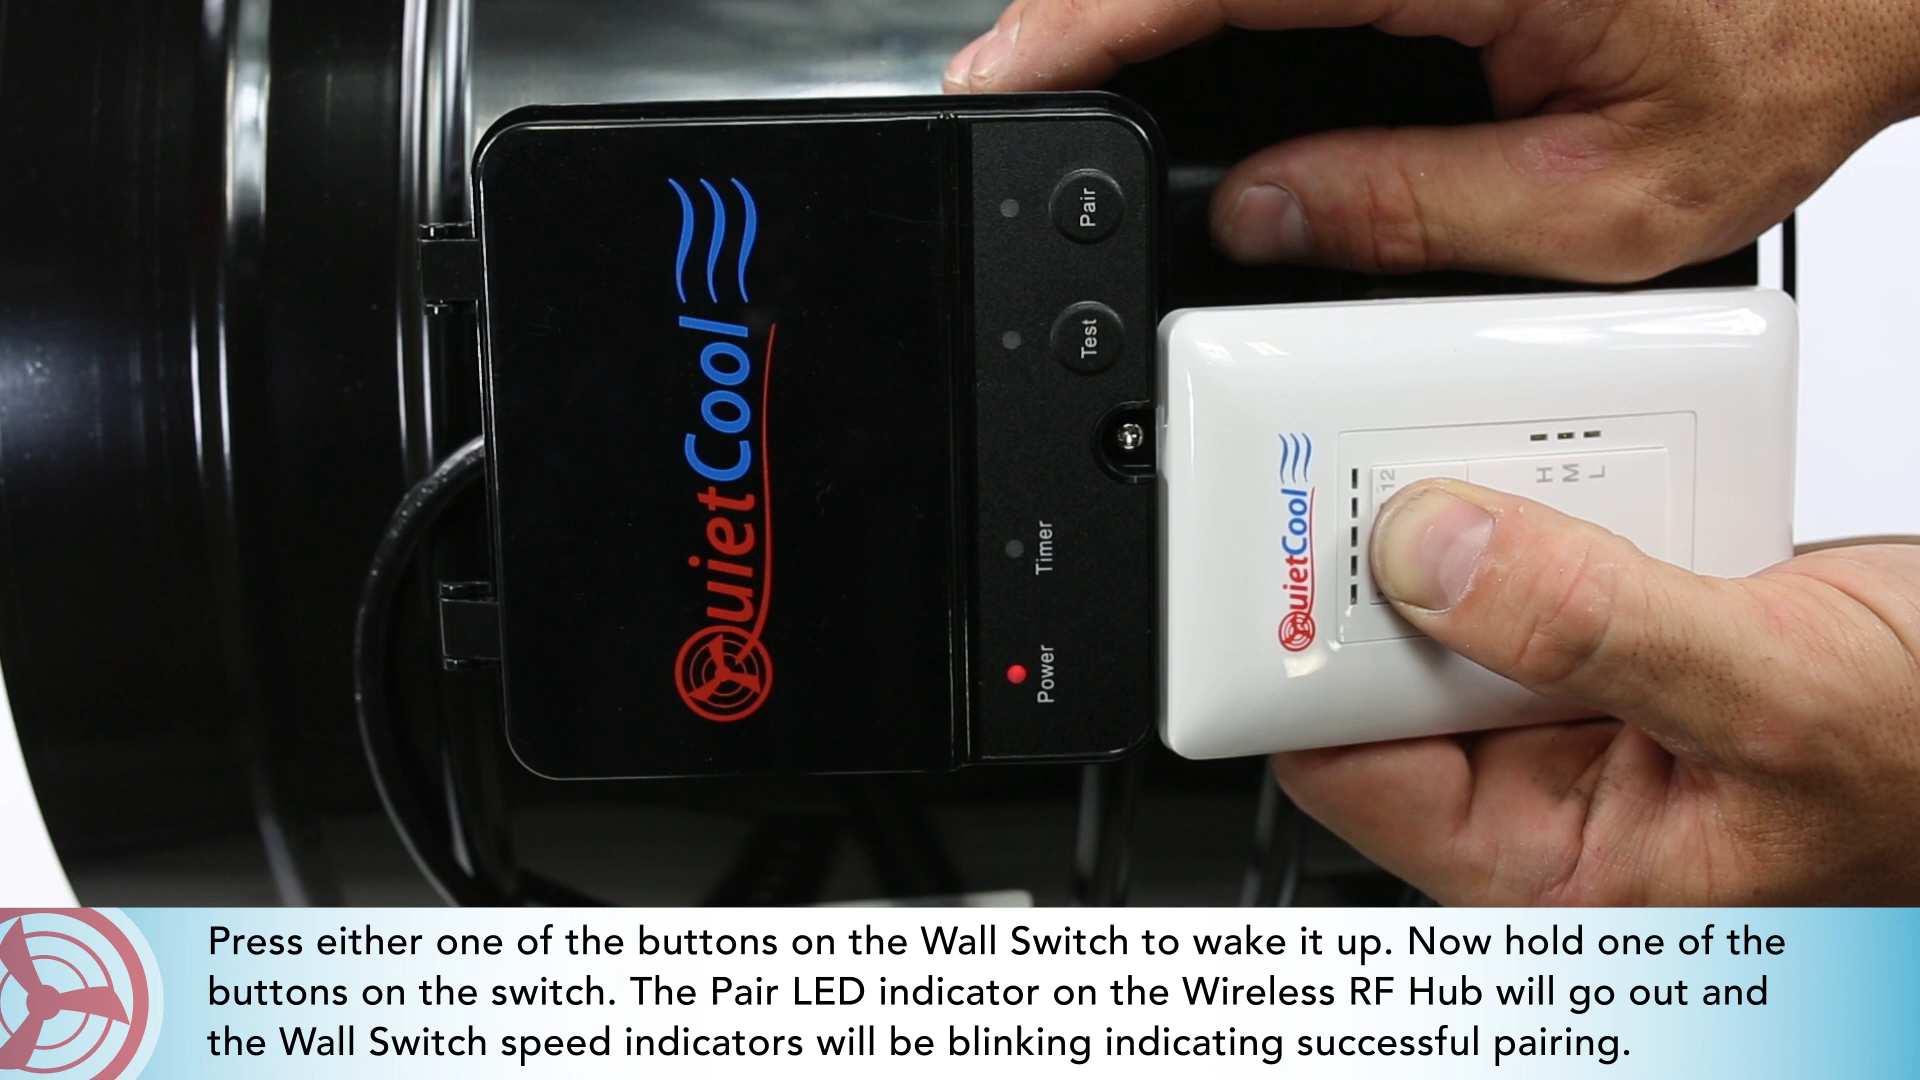 QuietCool
Pair
Test
Timer
Power
QuietCool
12
H
M
L
Press either one of the buttons on the Wall Switch to wake it up. Now hold one of the
buttons on the switch. The Pair LED indicator on the Wireless RF Hub will go out and
the Wall Switch speed indicators will be blinking indicating successful pairing.